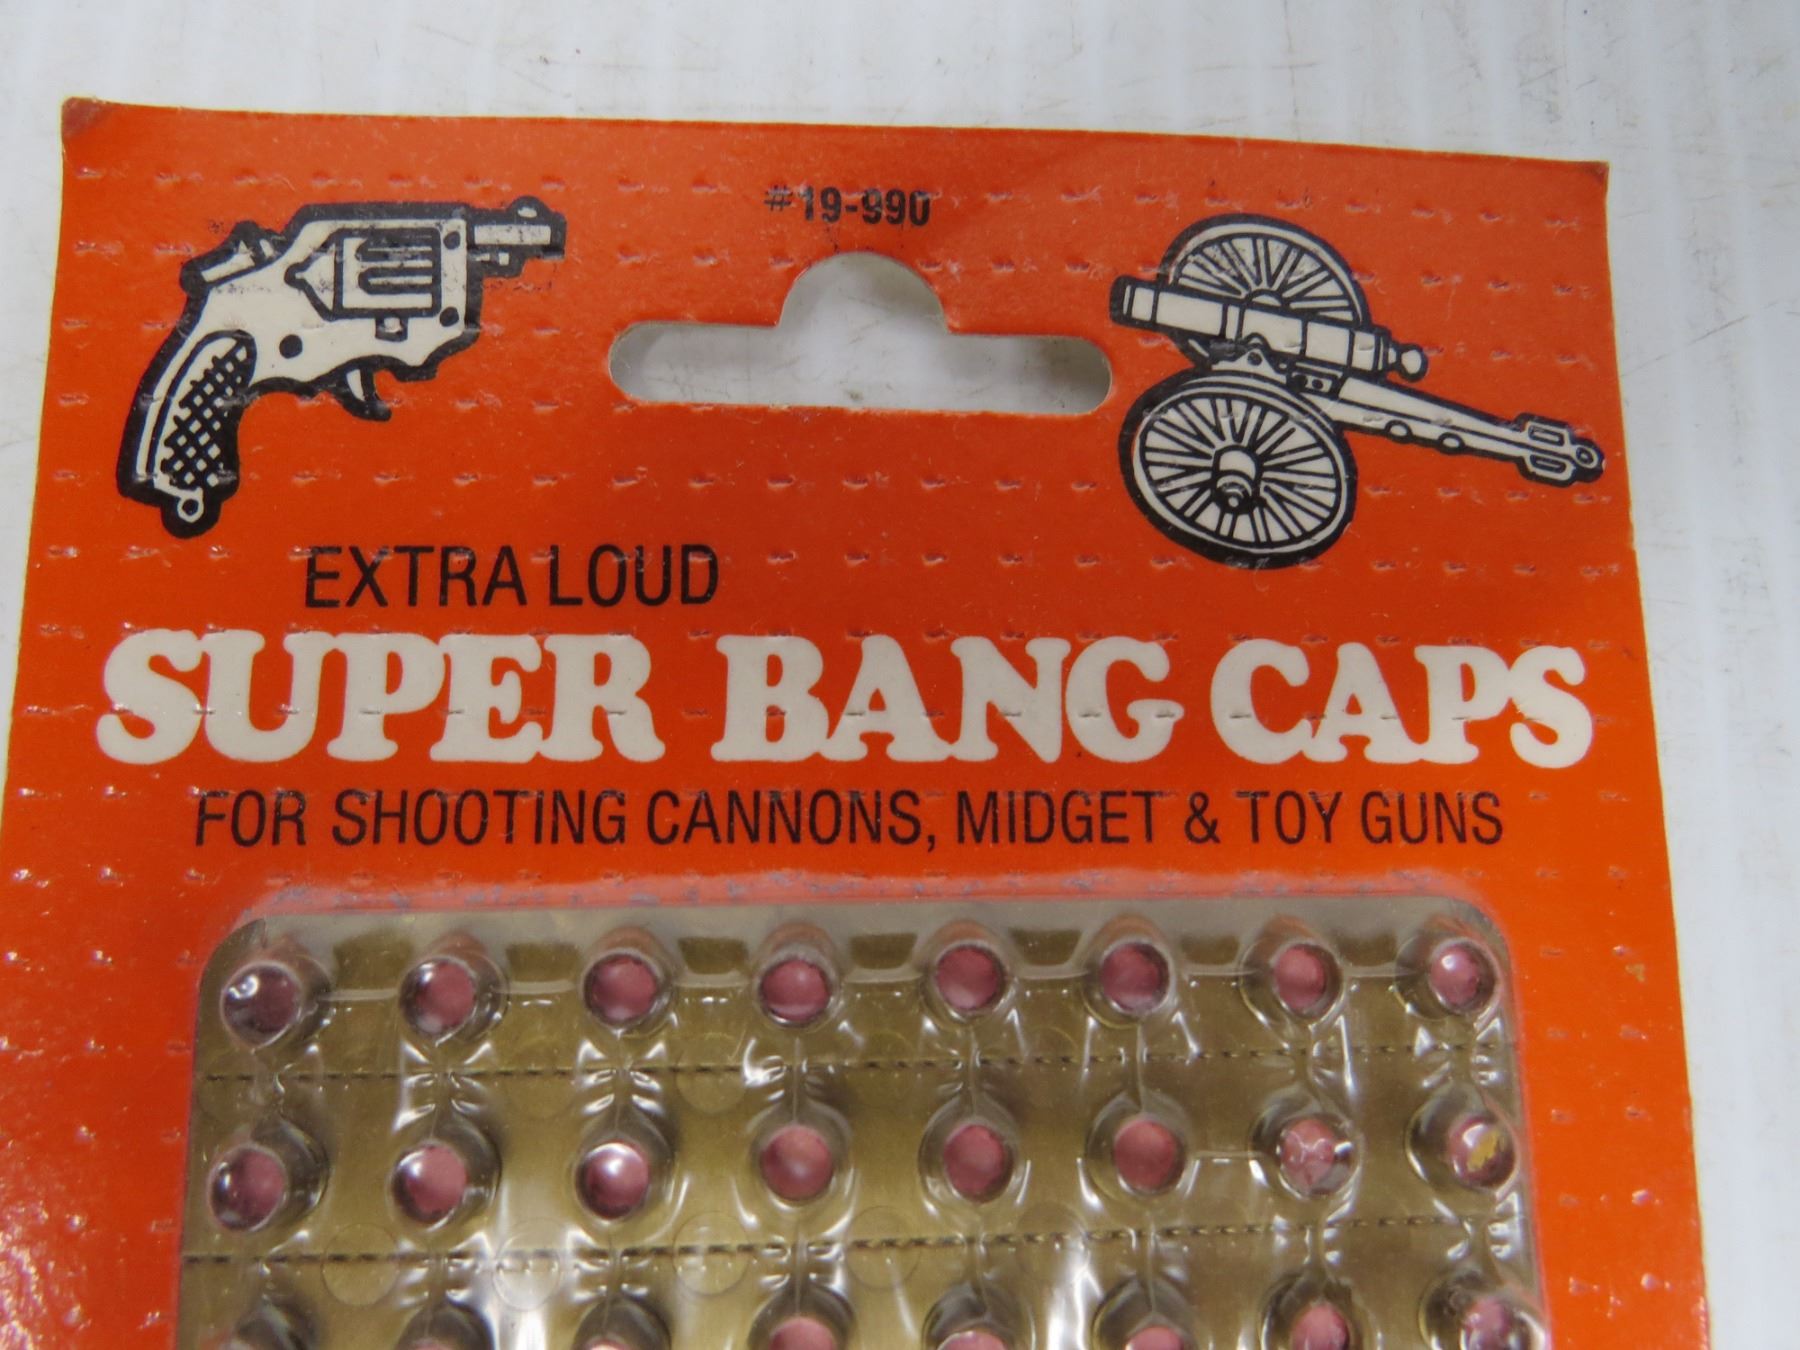 #19-990
EXTRA LOUD
SUPER BANG CAPS
FOR SHOOTING CANNONS, MIDGET & TOY GUNS